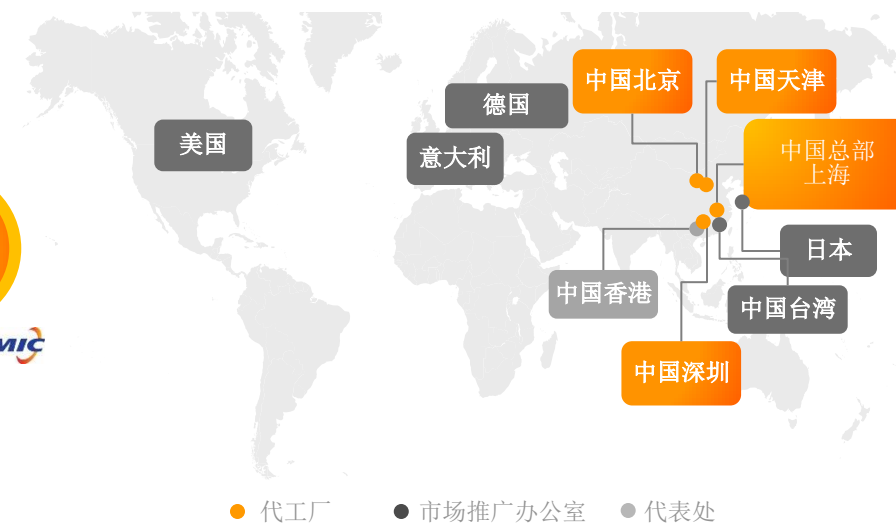 中国北京
中国天津
德国
美国
意大利
中国总部
上海
日本
中国香港
中国台湾
MIC
中国深圳
代工厂
市场推广办公室
代表处